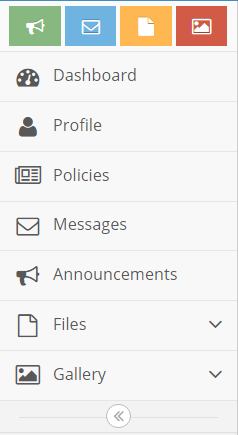 Dashboard
Profile
Policies
Messages
Announcements
Files
Gallery